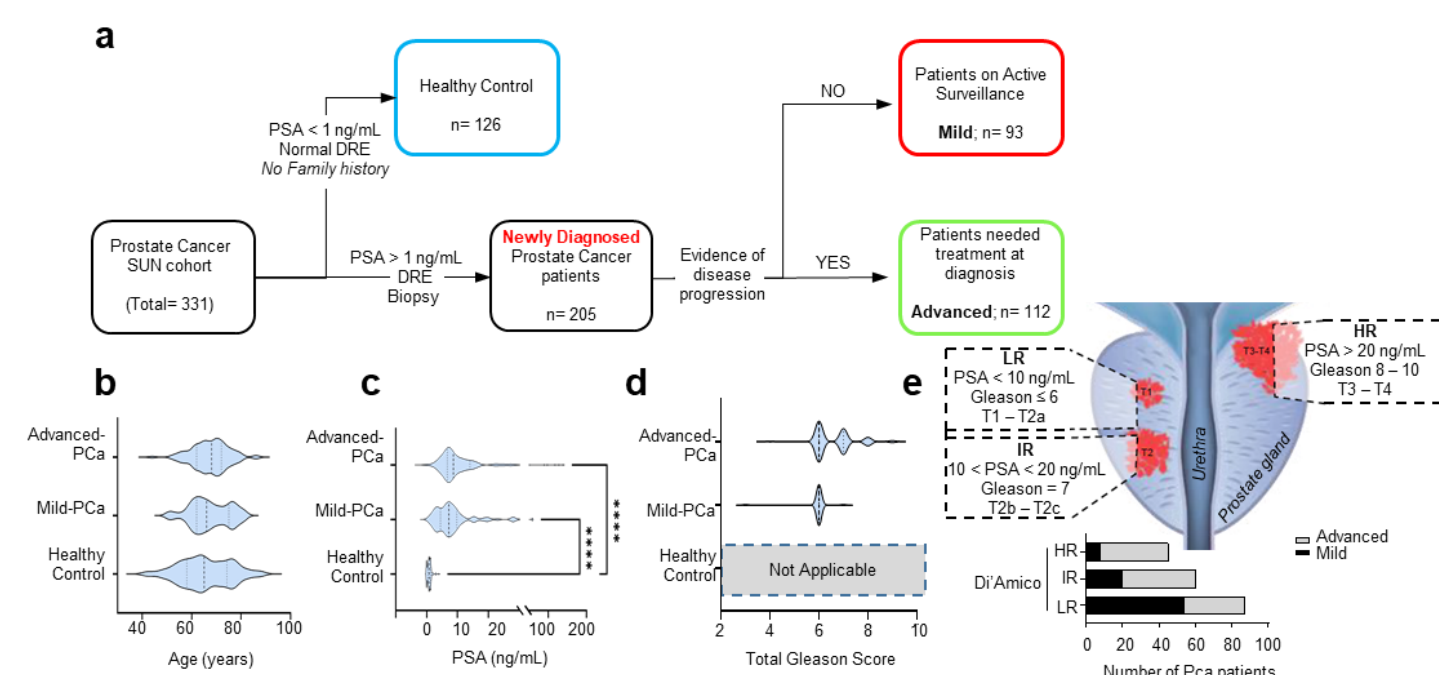 a
Healthy Control
n= 126
PSA < 1 ng/mL
Normal DRE
No Family history
Prostate Cancer
SUN cohort
(Total= 331)
PSA > 1 ng/mL
DRE
Biopsy
Newly Diagnosed
Prostate Cancer
patients
n= 205
Evidence of
disease
progression
NO
Patients on Active
Surveillance
Mild; n= 93
YES
Patients needed
treatment at
diagnosis
Advanced; n= 112
b
Advanced-
PCa
Mild-PCa
Healthy
Control
40 60 80 100
Age (years)
c
Advanced-
PCa
Mild-PCa
Healthy
Control
****
****
0 10 20 100 200
PSA (ng/mL)
d
Advanced-
PCa
Mild-PCa
Healthy
Control
Not Applicable
2 4 6 8 10
Total Gleason Score
e
LR
PSA < 10 ng/mL
Gleason ≤ 6
T1 – T2a
IR
10 < PSA < 20 ng/mL
Gleason = 7
T2b – T2c
HR
PSA > 20 ng/mL
Gleason 8 – 10
T3 – T4
T1
T2
T3-T4
Urethra
Prostate gland
Advanced
Mild
Di'Amico
HR
IR
LR
0 20 40 60 80 100
Number of Pca patients